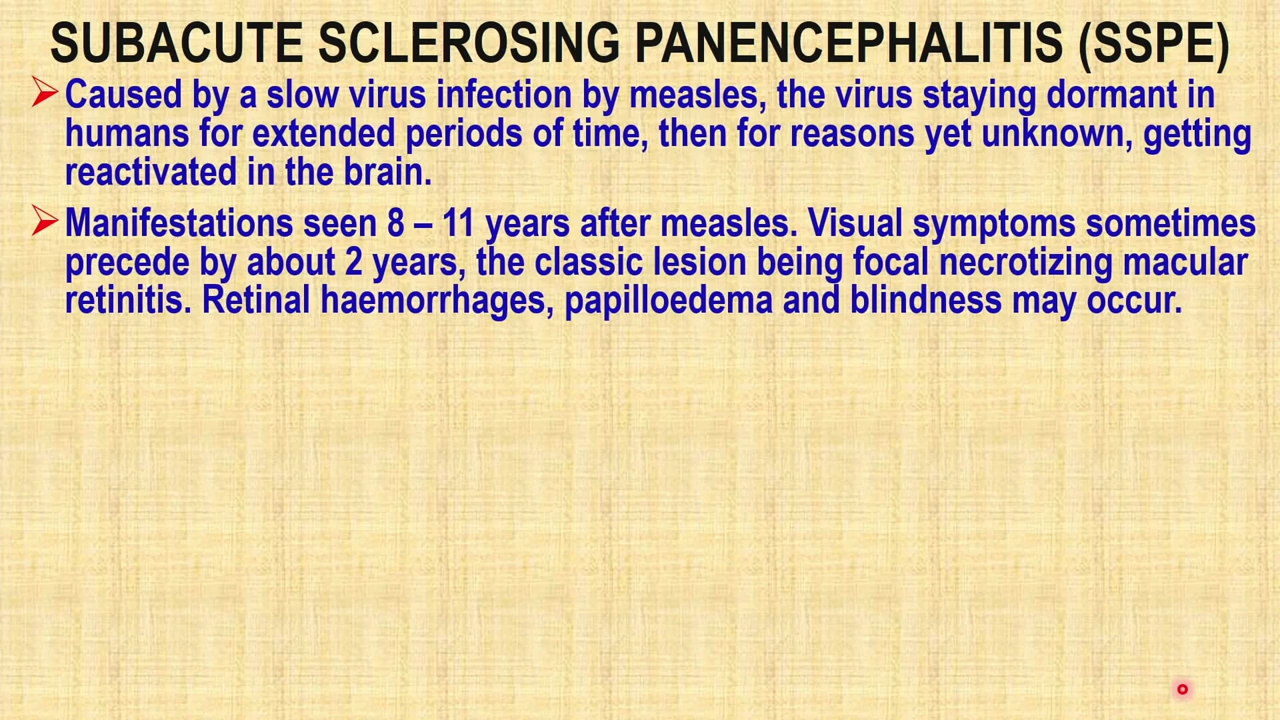 SUBACUTE SCLEROSING PANENCEPHALITIS (SSPE)
Caused by a slow virus infection by measles, the virus staying dormant in
humans for extended periods of time, then for reasons yet unknown, getting
reactivated in the brain.
Manifestations seen 8 – 11 years after measles. Visual symptoms sometimes
precede by about 2 years, the classic lesion being focal necrotizing macular
retinitis. Retinal haemorrhages, papilloedema and blindness may occur.